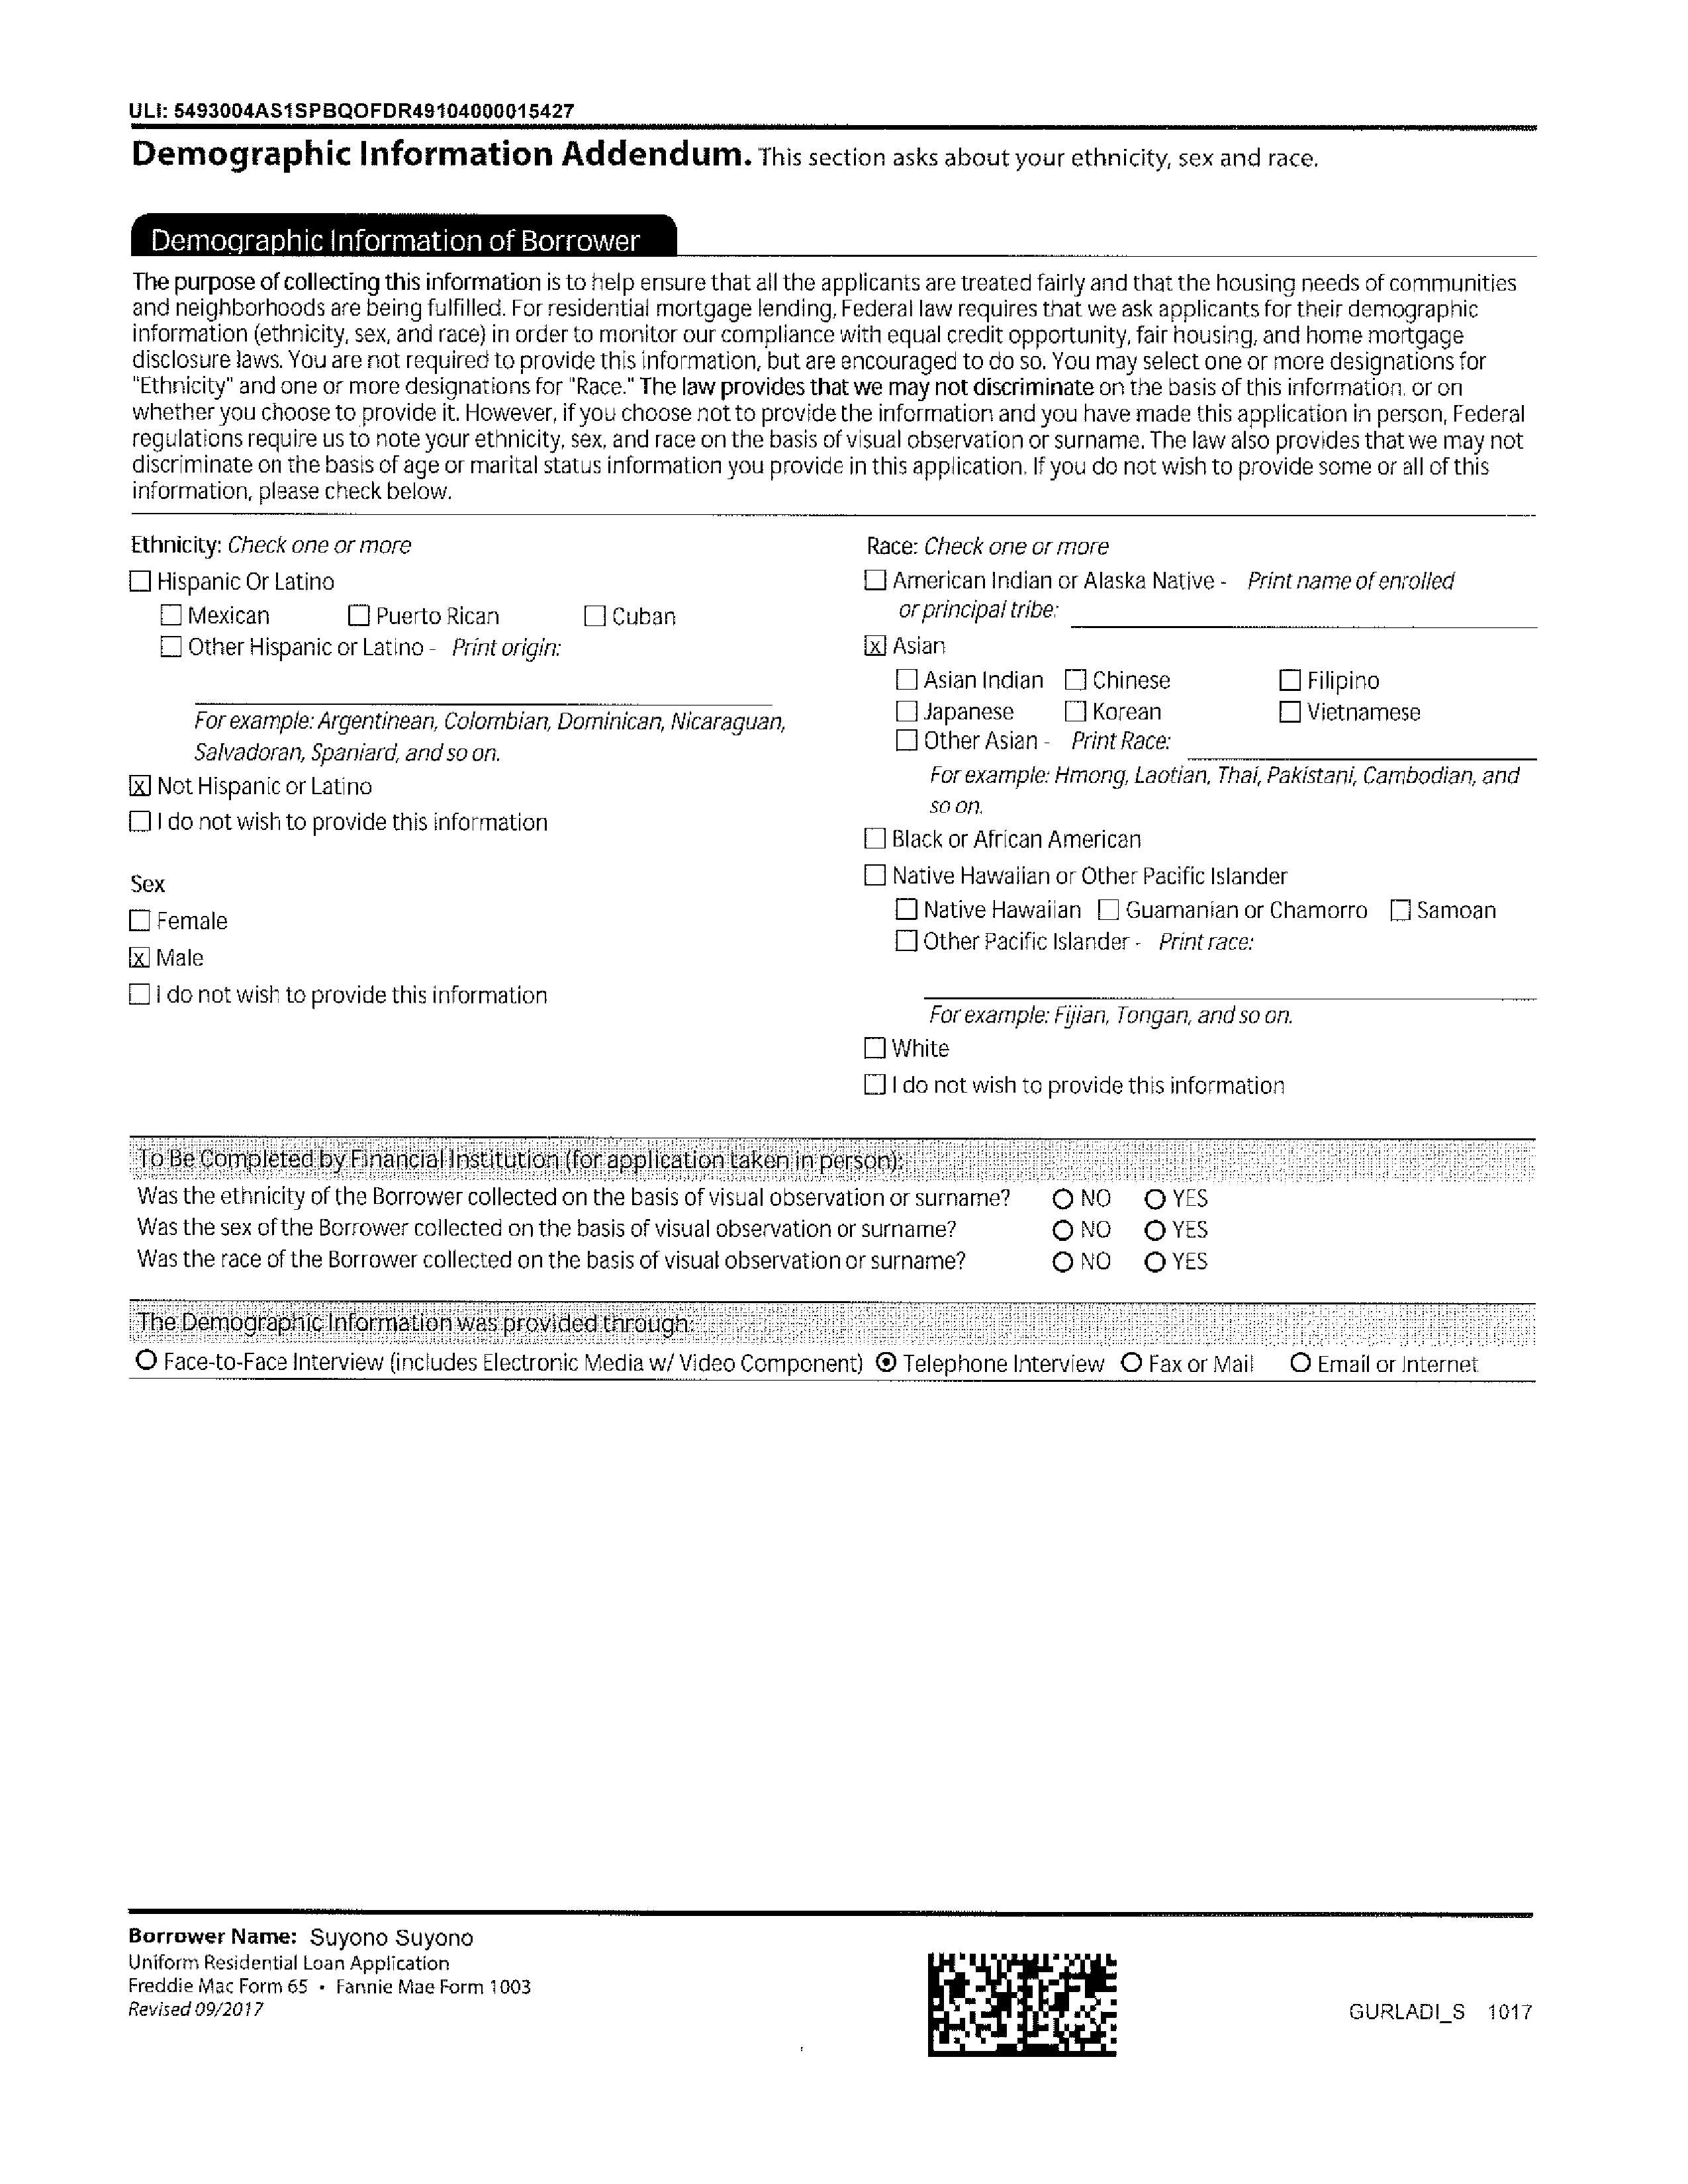 ULI: 5493004AS1SPBQOFDR49104000015427
Demographic Information Addendum. This section asks about your ethnicity, sex and race.
Demographic Information of Borrower
The purpose of collecting this information is to help ensure that all the applicants are treated fairly and that the housing needs of communities
and neighborhoods are being fulfilled. For residential mortgage lending, Federal law requires that we ask applicants for their demographic
information (ethnicity, sex, and race) in order to monitor our compliance with equal credit opportunity, fair housing, and home mortgage
disclosure laws. You are not required to provide this information, but are encouraged to do so. You may select one or more designations for
"Ethnicity" and one or more designations for "Race." The law provides that we may not discriminate on the basis of this information, or on
whether you choose to provide it. However, if you choose not to provide the information and you have made this application in person, Federal
regulations require us to note your ethnicity, sex, and race on the basis of visual observation or surname. The law also provides that we may not
discriminate on the basis of age or marital status information you provide in this application. If you do not wish to provide some or all of this
information, please check below.
Ethnicity: Check one or more
☐ Hispanic Or Latino
☐ Mexican ☐ Puerto Rican ☐ Cuban
☐ Other Hispanic or Latino - Print origin:
For example: Argentinean, Colombian, Dominican, Nicaraguan,
Salvadoran, Spaniard, and so on.
☒ Not Hispanic or Latino
☐ I do not wish to provide this information
Sex
☐ Female
☒ Male
☐ I do not wish to provide this information
Race: Check one or more
☐ American Indian or Alaska Native - Print name of enrolled
or principal tribe:
☒ Asian
☐ Asian Indian ☐ Chinese ☐ Filipino
☐ Japanese ☐ Korean ☐ Vietnamese
☐ Other Asian - Print Race:
For example: Hmong, Laotian, Thai, Pakistani, Cambodian, and
so on.
☐ Black or African American
☐ Native Hawaiian or Other Pacific Islander
☐ Native Hawaiian ☐ Guamanian or Chamorro ☐ Samoan
☐ Other Pacific Islander - Print race:
For example: Fijian, Tongan, and so on.
☐ White
☐ I do not wish to provide this information
To Be Completed by Financial Institution (for application taken in person):
Was the ethnicity of the Borrower collected on the basis of visual observation or surname? ○ NO ○ YES
Was the sex of the Borrower collected on the basis of visual observation or surname? ○ NO ○ YES
Was the race of the Borrower collected on the basis of visual observation or surname? ○ NO ○ YES
The Demographic Information was provided through:
○ Face-to-Face Interview (includes Electronic Media w/ Video Component) ◉ Telephone Interview ○ Fax or Mail ○ Email or Internet
Borrower Name: Suyono Suyono
Uniform Residential Loan Application
Freddie Mac Form 65 • Fannie Mae Form 1003
Revised 09/2017
GURLADI_S 1017